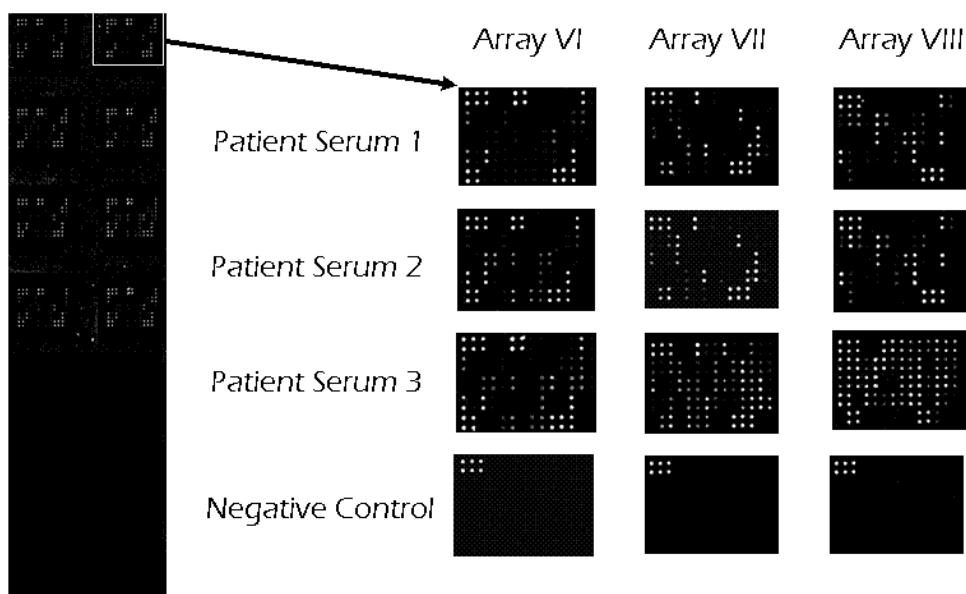 Array VI Array VII Array VIII
Patient Serum 1
Patient Serum 2
Patient Serum 3
Negative Control